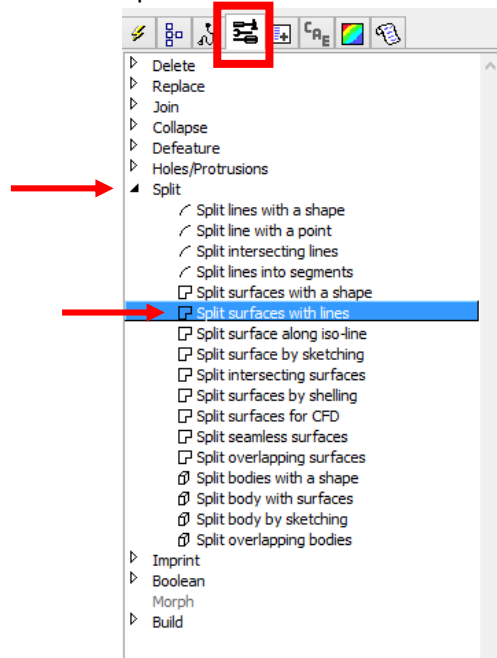 CAE
Delete
Replace
Join
Collapse
Defeature
Holes/Protrusions
Split
Split lines with a shape
Split line with a point
Split intersecting lines
Split lines into segments
Split surfaces with a shape
Split surfaces with lines
Split surface along iso-line
Split surface by sketching
Split intersecting surfaces
Split surfaces by shelling
Split surfaces for CFD
Split seamless surfaces
Split overlapping surfaces
Split bodies with a shape
Split body with surfaces
Split body by sketching
Split overlapping bodies
Imprint
Boolean
Morph
Build